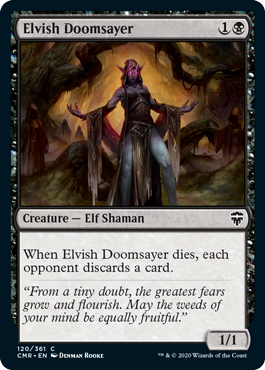 Elvish Doomsayer 1
Creature — Elf Shaman
When Elvish Doomsayer dies, each
opponent discards a card.
"From a tiny doubt, the greatest fears
grow and flourish. May the weeds of
your mind be equally fruitful."
1/1
120/361 C
CMR • EN Denman Rooke
™ & © 2020 Wizards of the Coast